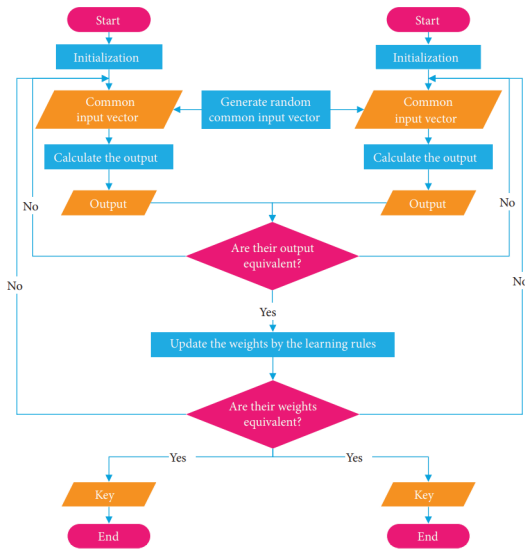 Start
Start
Initialization
Initialization
Common
input vector
Generate random
common input vector
Common
input vector
Calculate the output
Calculate the output
No
No
Output
Output
Are their output
equivalent?
No
No
Yes
Update the weights by the learning rules
Are their weights
equivalent?
Yes
Yes
Key
Key
End
End